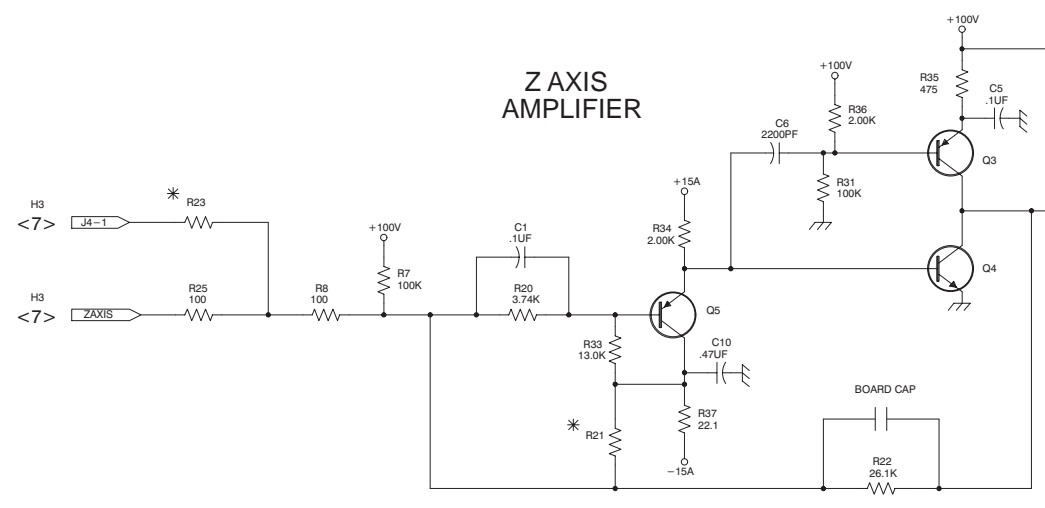 Z AXIS
AMPLIFIER
+100V
R35
475
C5
.1UF
+100V
R36
2.00K
C6
2200PF
Q3
R31
100K
+15A
R34
2.00K
Q4
H3
<7>
J4-1
R23
+100V
R7
100K
C1
.1UF
H3
<7>
ZAXIS
R25
100
R8
100
R20
3.74K
Q5
R33
13.0K
C10
.47UF
R21
R37
22.1
-15A
BOARD CAP
R22
26.1K